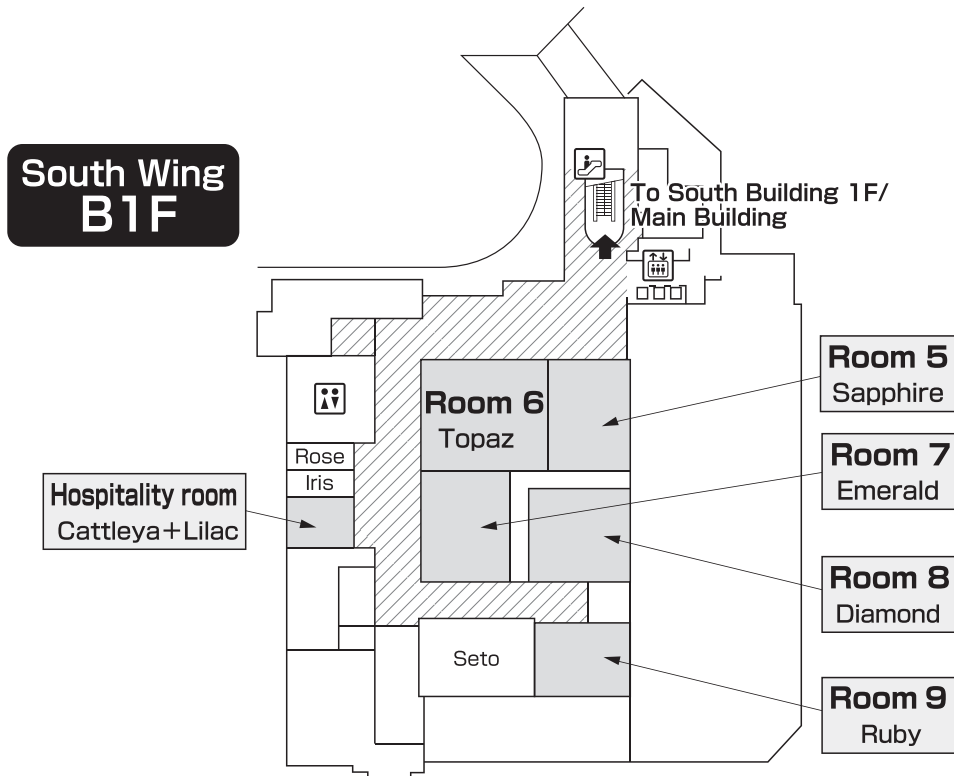 South Wing
B1F
To South Building 1F/
Main Building
Room 5
Sapphire
Room 6
Topaz
Room 7
Emerald
Rose
Iris
Hospitality room
Cattleya+Lilac
Room 8
Diamond
Seto
Room 9
Ruby